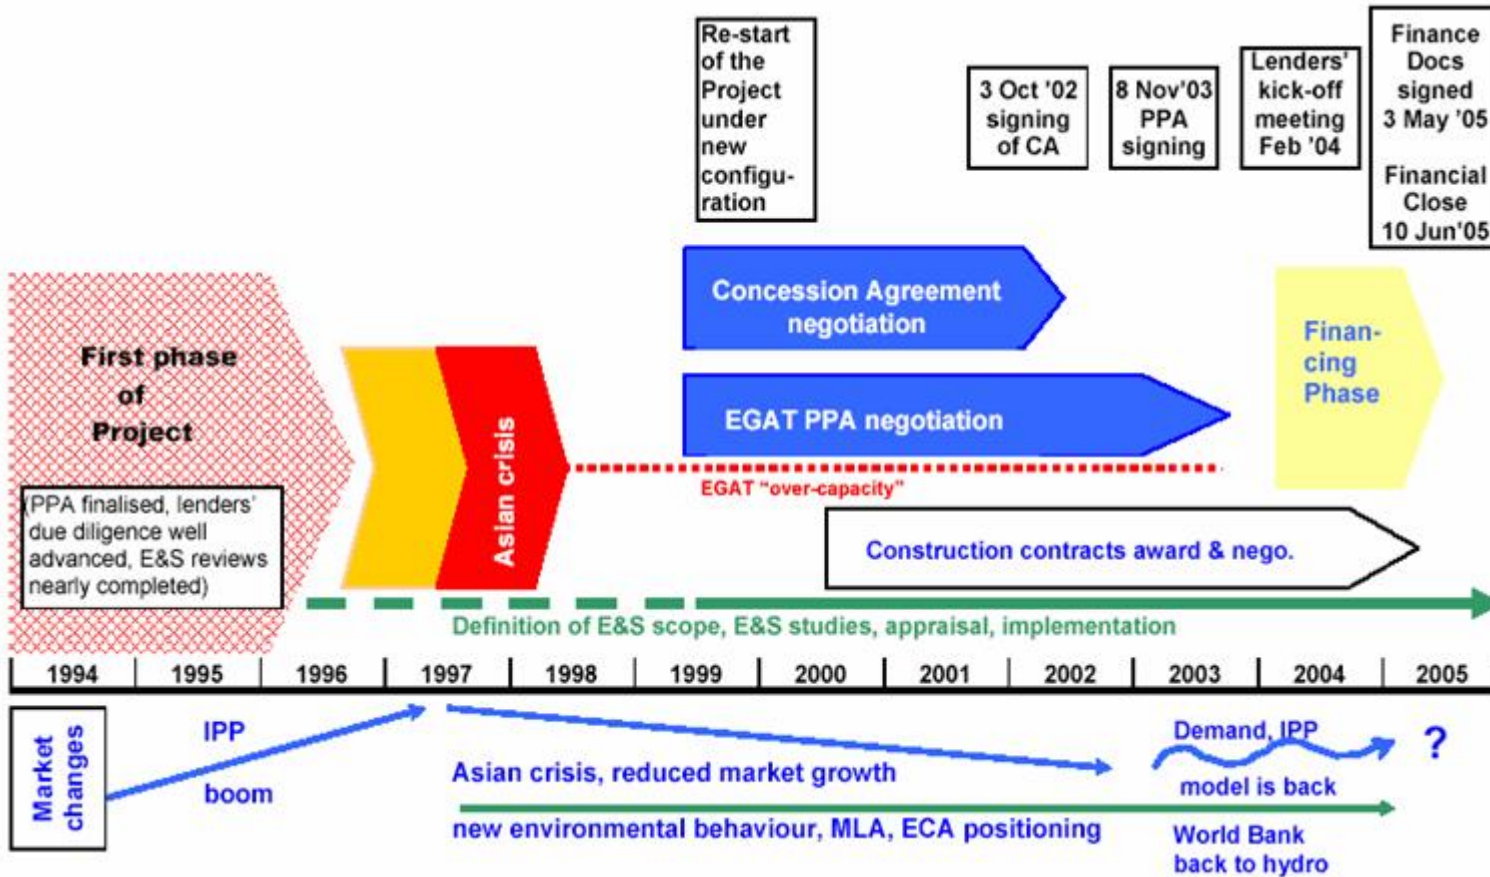 Re-start
of the
Project
under
new
configu-
ration
3 Oct '02
signing
of CA
8 Nov'03
PPA
signing
Lenders'
kick-off
meeting
Feb '04
Finance
Docs
signed
3 May '05
Financial
Close
10 Jun'05
Concession Agreement
negotiation
First phase
of
Project
(PPA finalised, lenders'
due diligence well
advanced, E&S reviews
nearly completed)
Asian crisis
EGAT PPA negotiation
Finan-
cing
Phase
EGAT "over-capacity"
Construction contracts award & nego.
Definition of E&S scope, E&S studies, appraisal, implementation
1994 1995 1996 1997 1998 1999 2000 2001 2002 2003 2004 2005
Market
changes
IPP
boom
Asian crisis, reduced market growth
new environmental behaviour, MLA, ECA positioning
Demand, IPP
model is back
?
World Bank
back to hydro